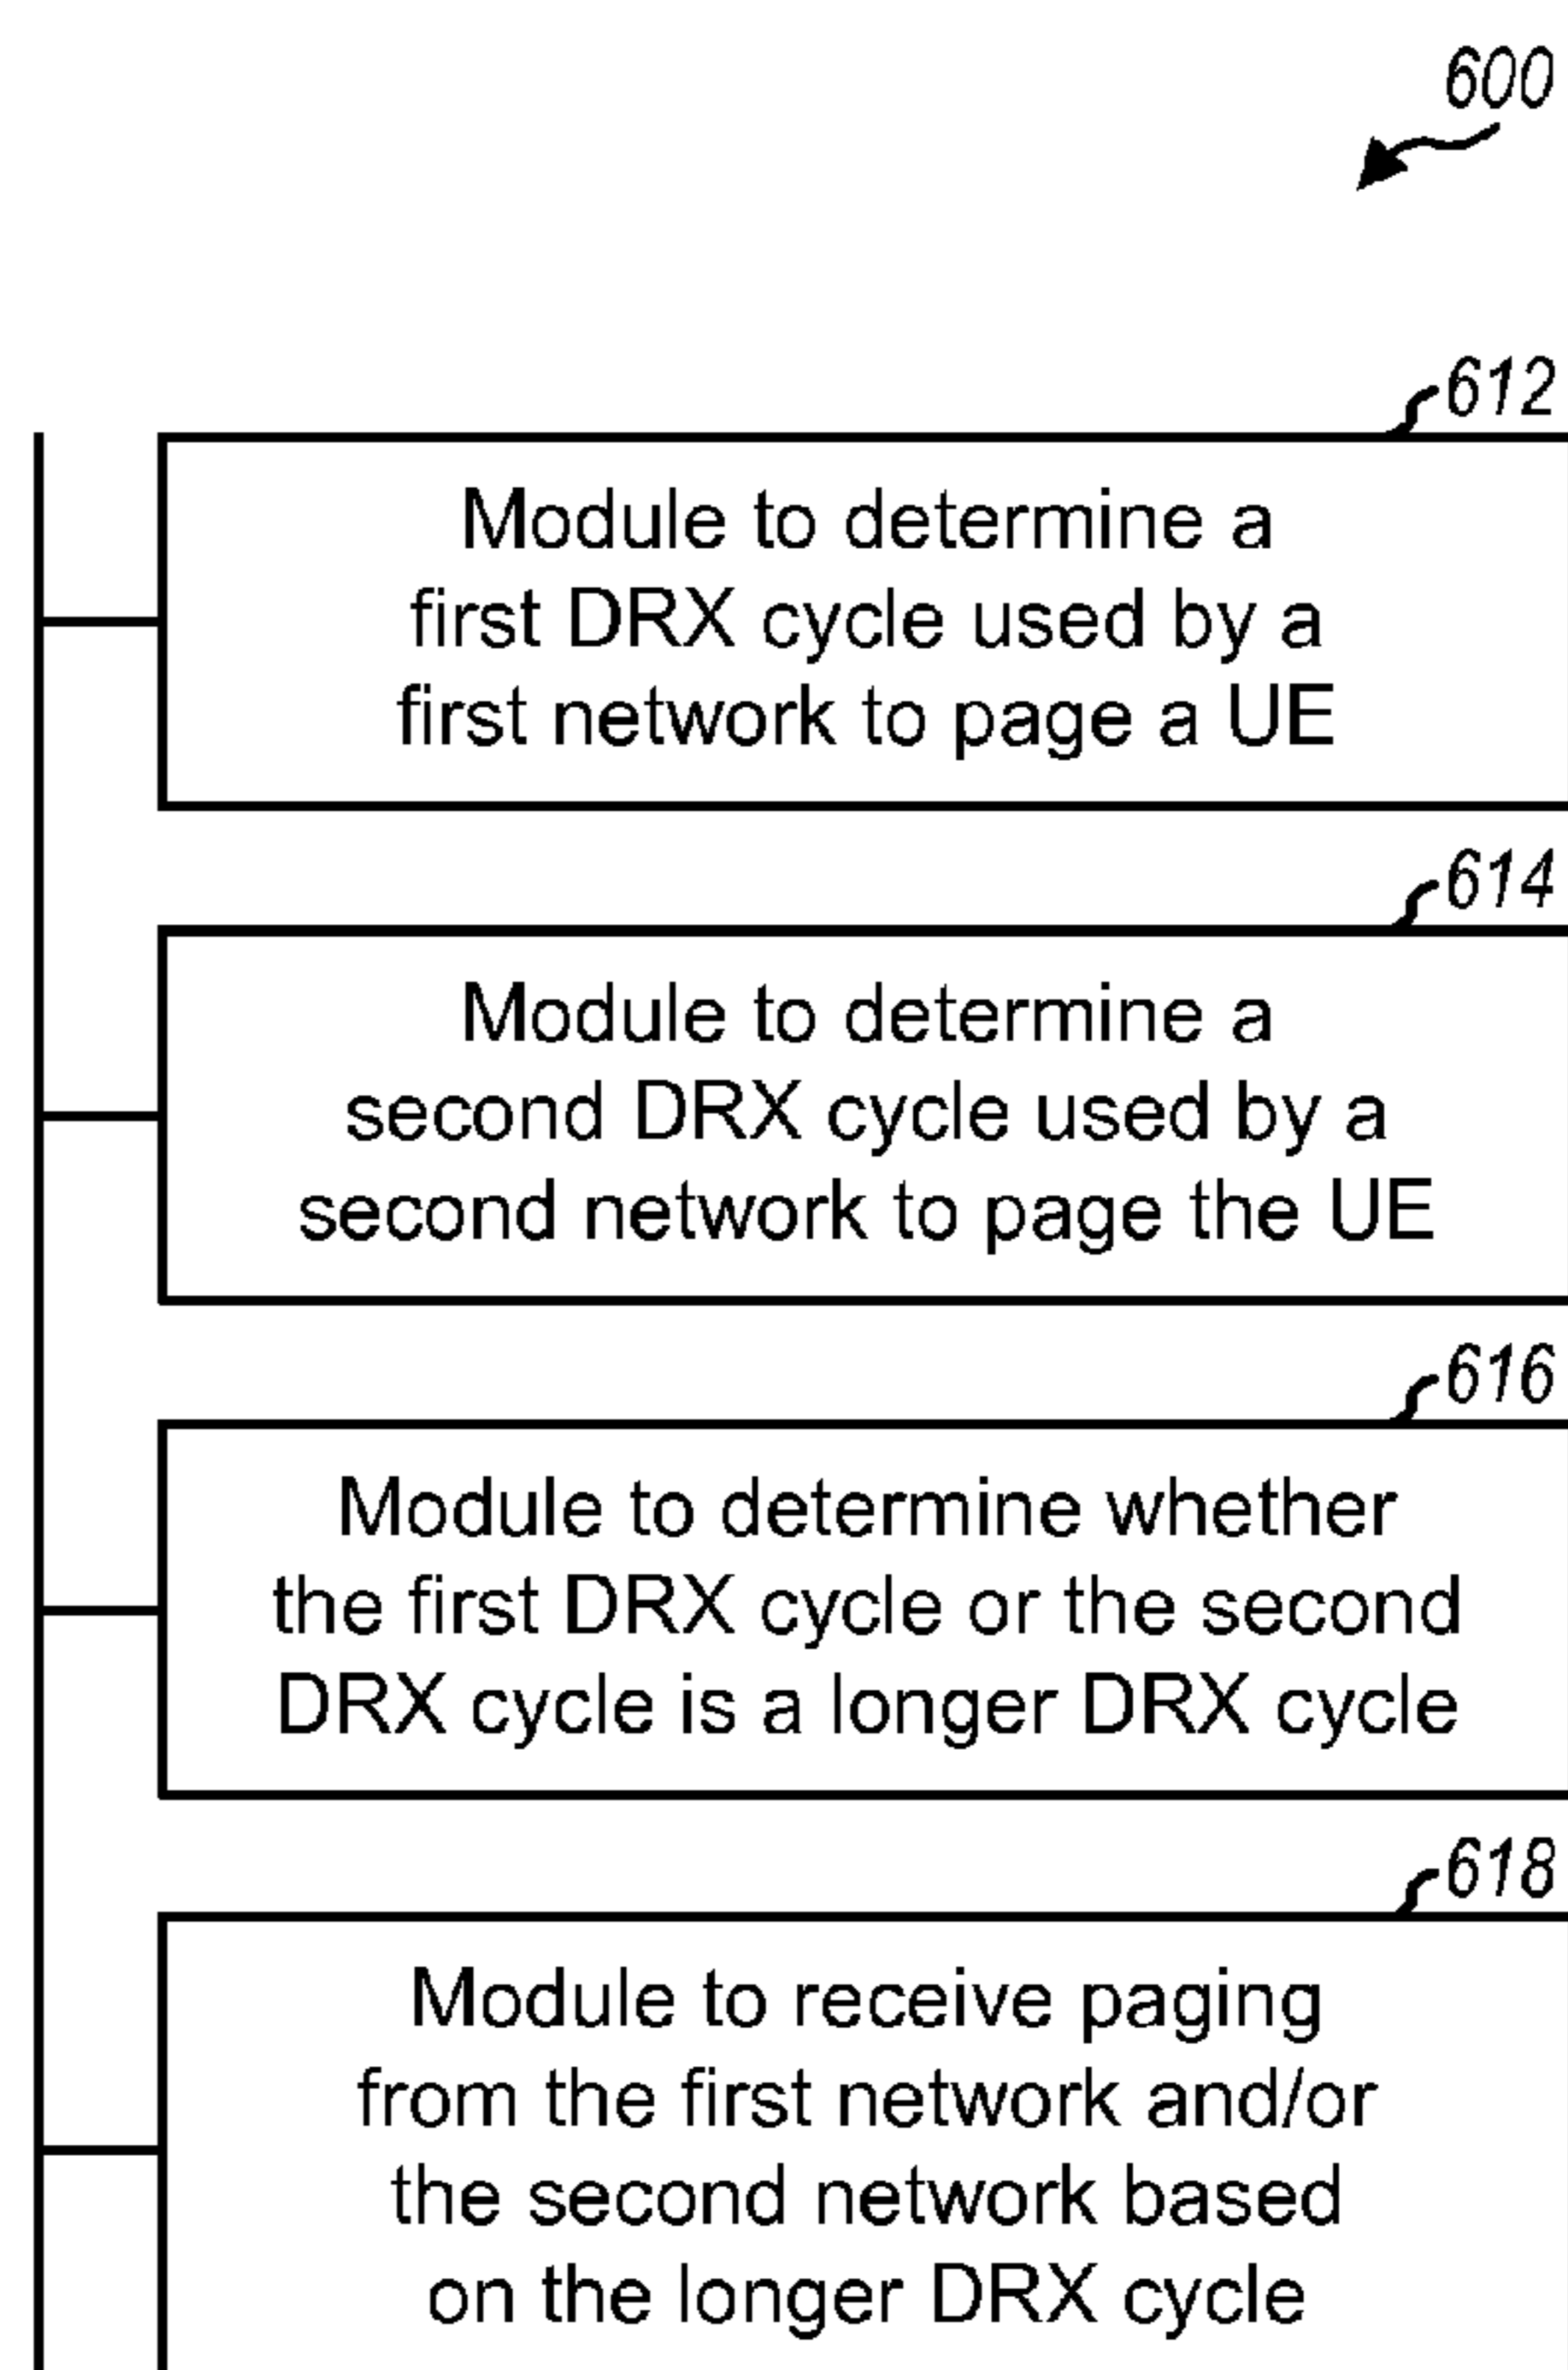 600
612
Module to determine a
first DRX cycle used by a
first network to page a UE
614
Module to determine a
second DRX cycle used by a
second network to page the UE
616
Module to determine whether
the first DRX cycle or the second
DRX cycle is a longer DRX cycle
618
Module to receive paging
from the first network and/or
the second network based
on the longer DRX cycle